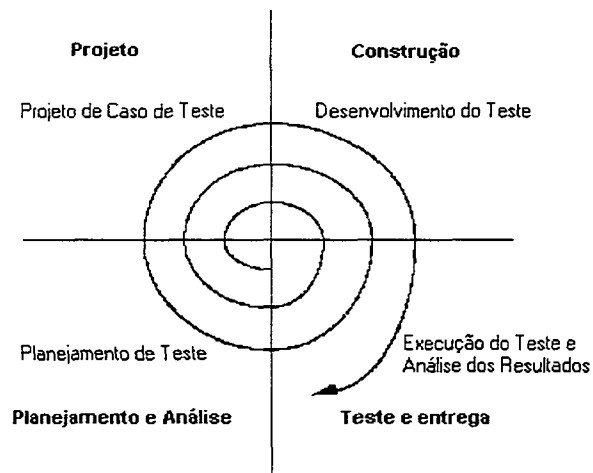 Projeto
Construção
Projeto de Caso de Teste
Desenvolvimento do Teste
Planejamento de Teste
Execução do Teste e
Análise dos Resultados
Planejamento e Análise
Teste e entrega